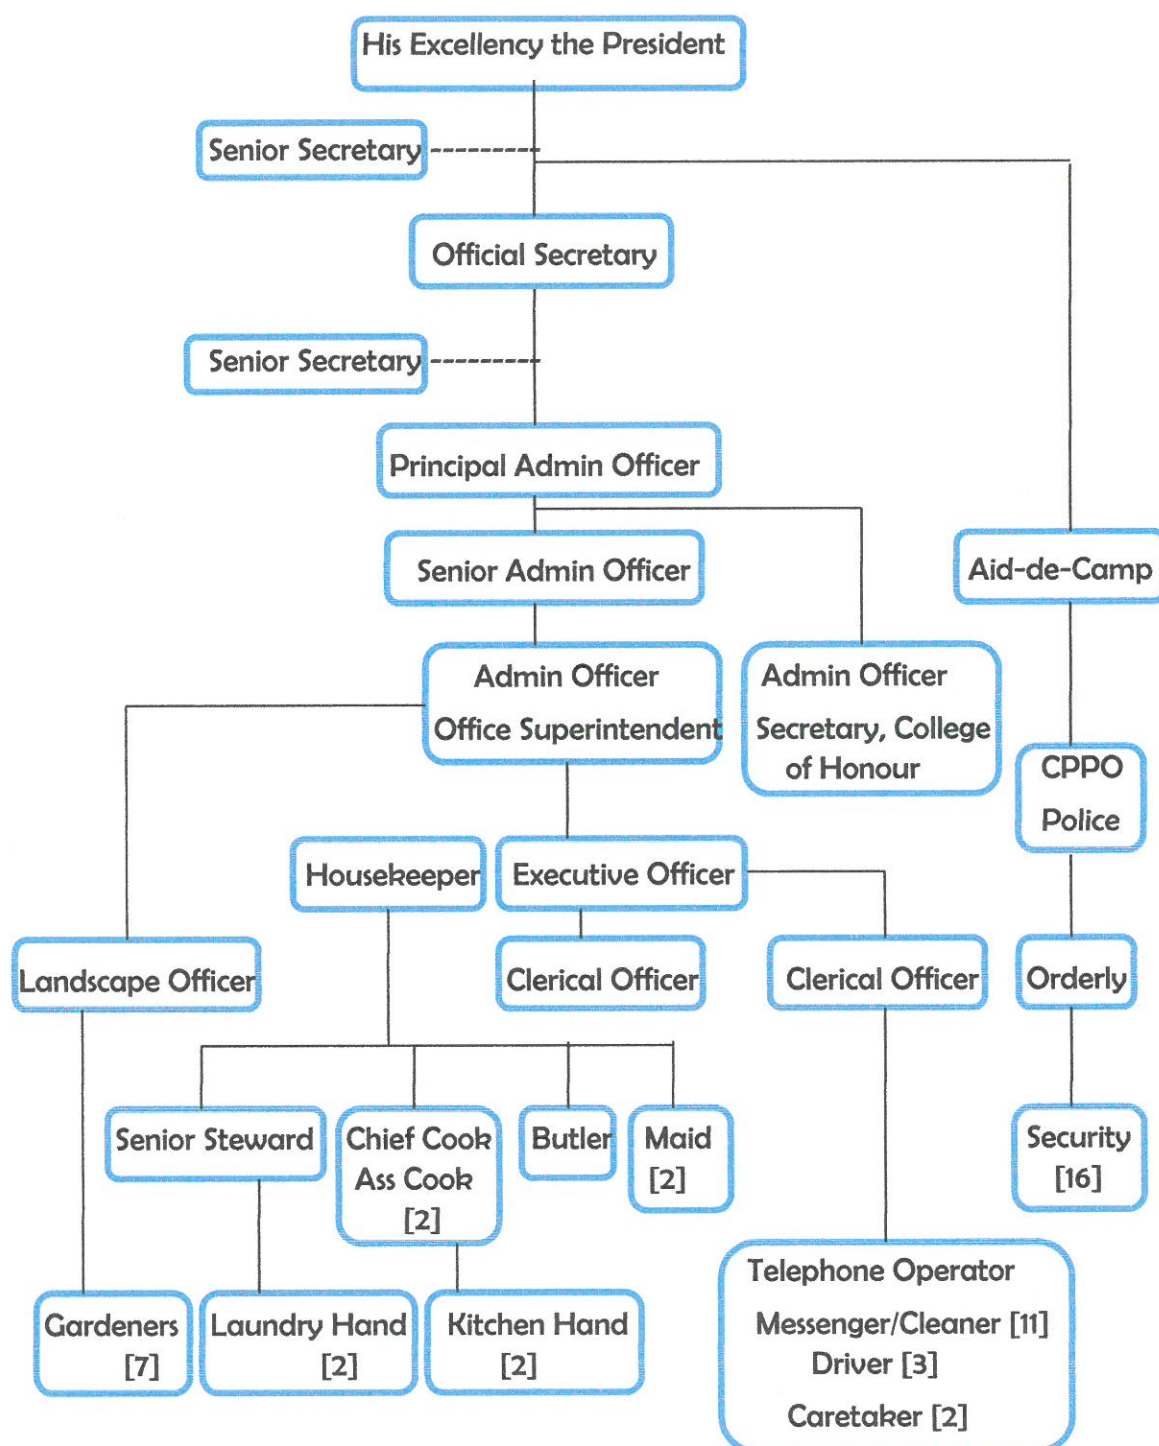 His Excellency the President
Senior Secretary
Official Secretary
Senior Secretary
Principal Admin Officer
Senior Admin Officer
Aid-de-Camp
Admin Officer
Office Superintendent
Admin Officer
Secretary, College
of Honour
CPPO
Police
Housekeeper
Executive Officer
Landscape Officer
Clerical Officer
Clerical Officer
Orderly
Senior Steward
Chief Cook
Ass Cook
[2]
Butler
Maid
[2]
Security
[16]
Gardeners
[7]
Laundry Hand
[2]
Kitchen Hand
[2]
Telephone Operator
Messenger/Cleaner [11]
Driver [3]
Caretaker [2]